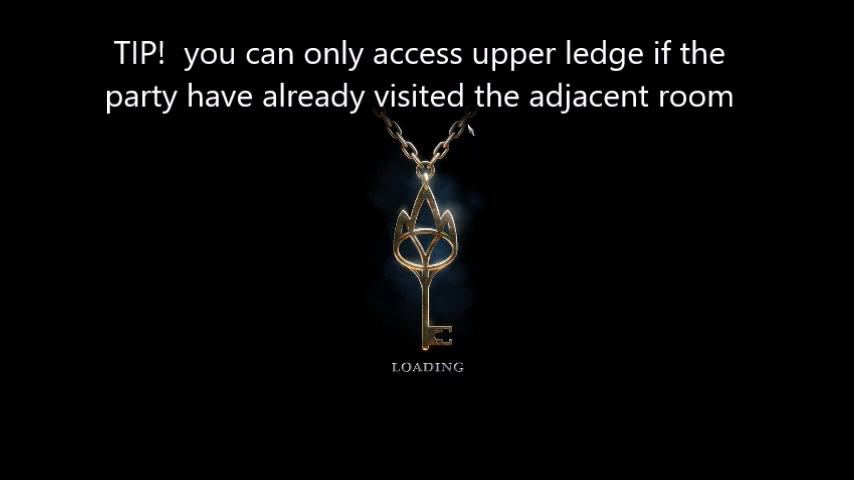 TIP!  you can only access upper ledge if the
party have already visited the adjacent room
LOADING